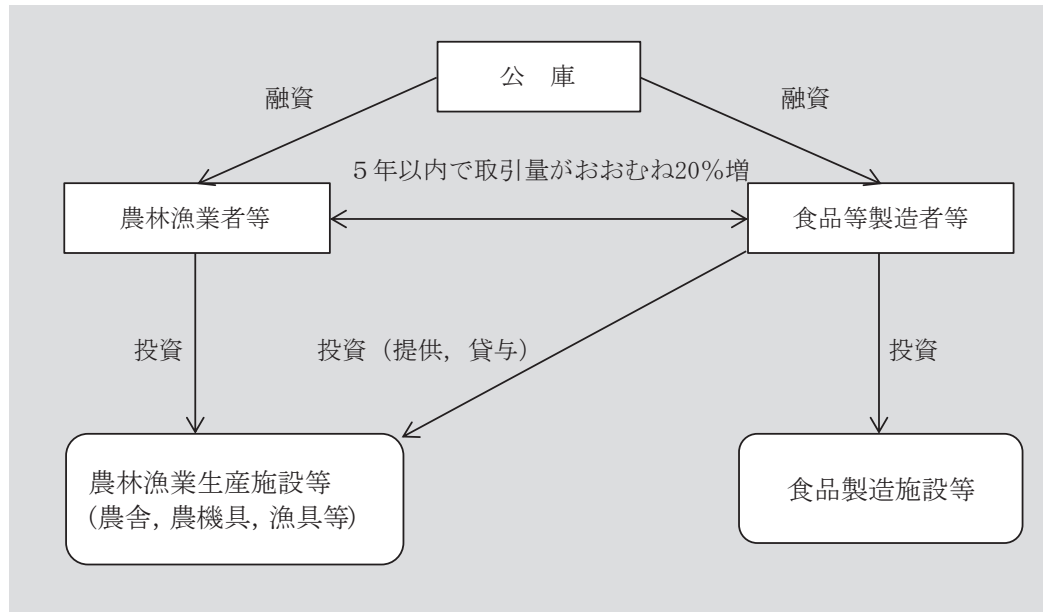 公　庫
融資
融資
５年以内で取引量がおおむね20％増
農林漁業者等
食品等製造者等
投資
投資（提供，貸与）
投資
農林漁業生産施設等
(農舎，農機具，漁具等)
食品製造施設等